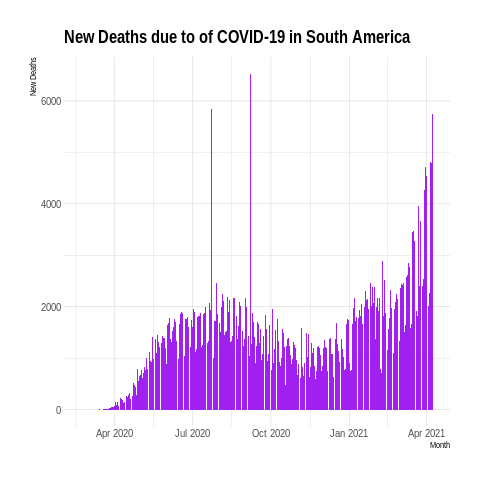 New Deaths due to of COVID-19 in South America
New Deaths
6000
4000
2000
0
Apr 2020
Jul 2020
Oct 2020
Jan 2021
Apr 2021
Month